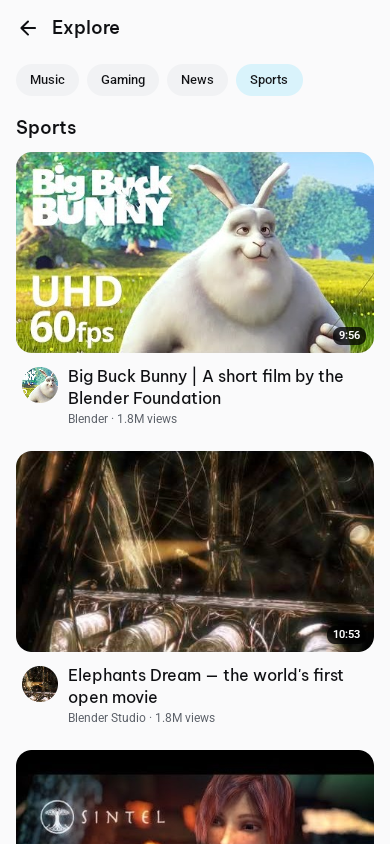 Explore
Music
Gaming
News
Sports
Sports
Big Buck
BUNNY
UHD
60fps
9:56
Big Buck Bunny | A short film by the
Blender Foundation
Blender · 1.8M views
10:53
Elephants Dream — the world's first
open movie
Blender Studio · 1.8M views
SINTEL